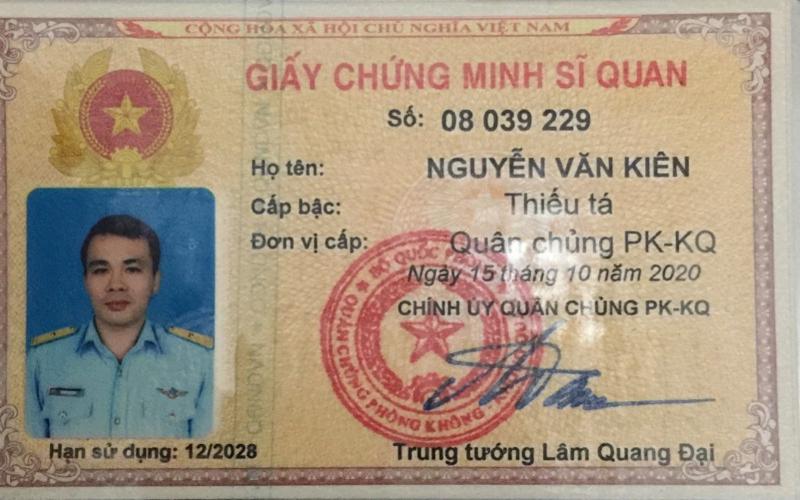 CỘNG HÒA XÃ HỘI CHỦ NGHĨA VIỆT NAM
GIẤY CHỨNG MINH SĨ QUAN
Số: 08 039 229
Họ tên: NGUYỄN VĂN KIÊN
Cấp bậc: Thiếu tá
Đơn vị cấp: Quân chủng PK-KQ
Ngày 15 tháng 10 năm 2020
CHÍNH ỦY QUÂN CHỦNG PK-KQ
BỘ QUỐC
QUÂN CHỦNG PHÒNG KHÔNG
Hạn sử dụng: 12/2028
Trung tướng Lâm Quang Đại